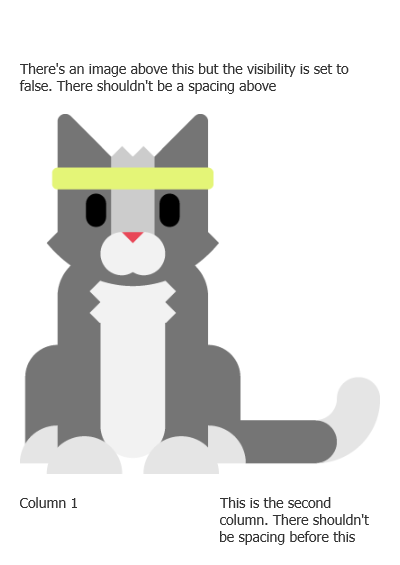 There's an image above this but the visibility is set to
false. There shouldn't be a spacing above
Column 1
This is the second
column. There shouldn't
be spacing before this